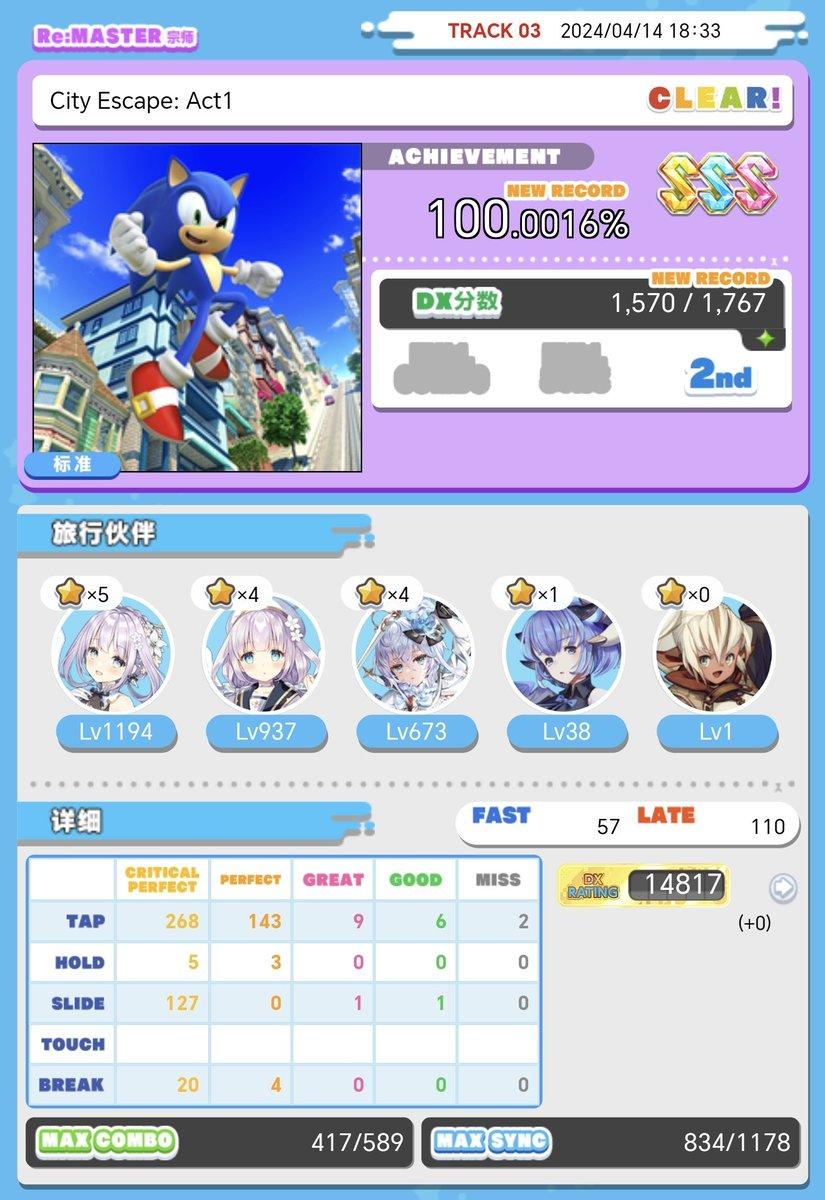 Re:MASTER 宗师
TRACK 03 2024/04/14 18:33
City Escape: Act1
CLEAR!
ACHIEVEMENT
NEW RECORD
100.0016%
SSS
NEW RECORD
DX分数 1,570 / 1,767
2nd
标准
旅行伙伴
×5 ×4 ×4 ×1 ×0
Lv1194 Lv937 Lv673 Lv38 Lv1
详细
FAST 57 LATE 110
CRITICAL PERFECT PERFECT GREAT GOOD MISS
TAP 268 143 9 6 2
HOLD 5 3 0 0 0
SLIDE 127 0 1 1 0
TOUCH
BREAK 20 4 0 0 0
DX RATING 14817
(+0)
MAX COMBO 417/589
MAX SYNC 834/1178